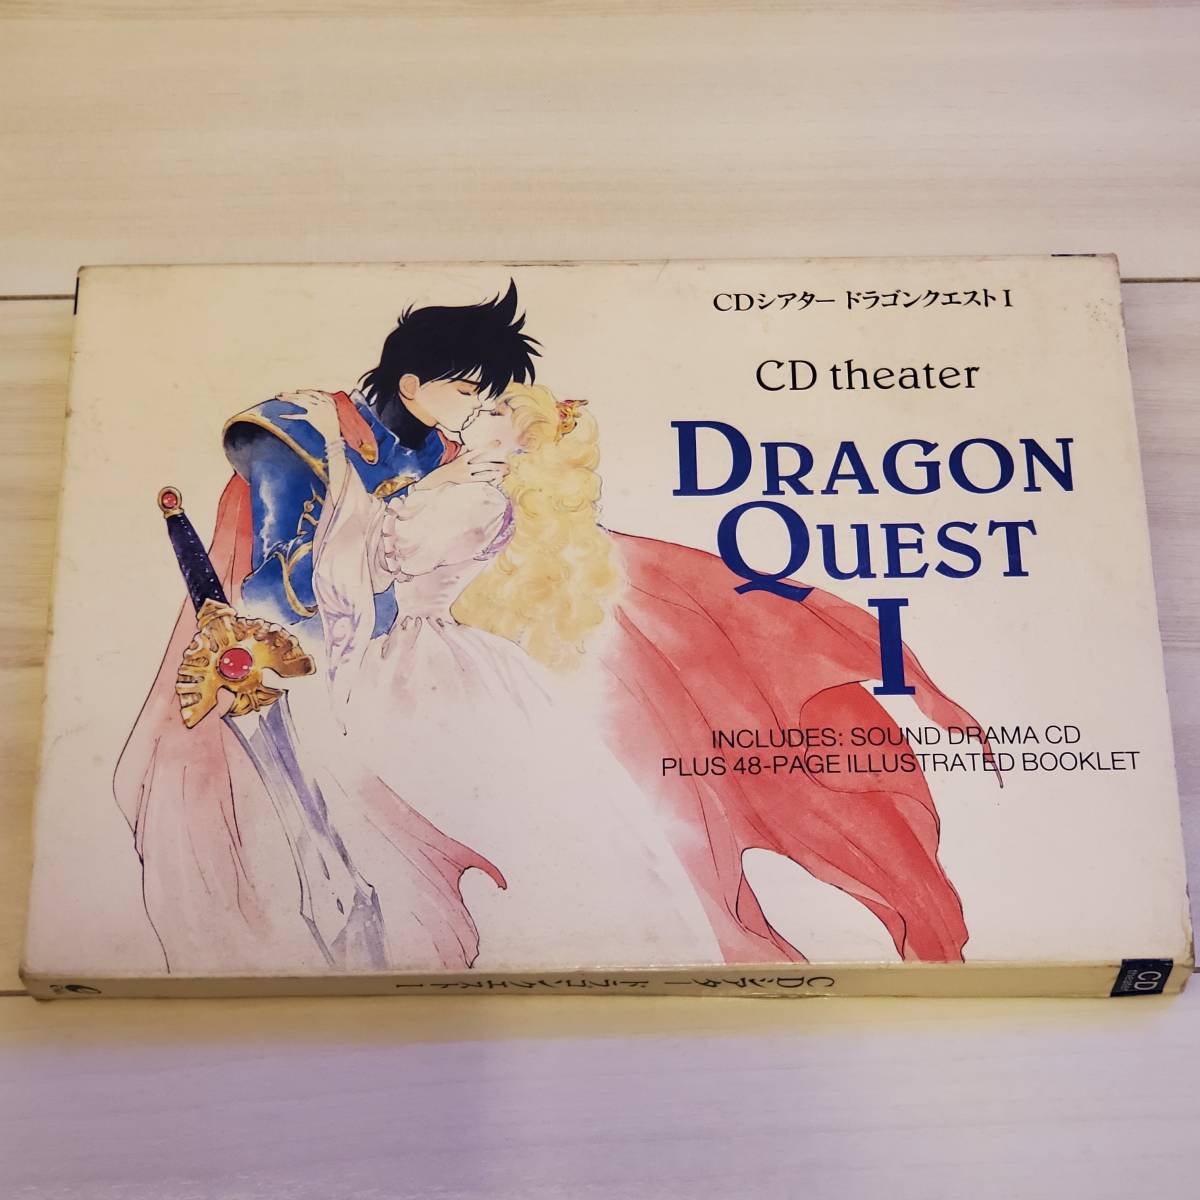 CDシアター ドラゴンクエストI
CD theater
DRAGON
QUEST
I
INCLUDES: SOUND DRAMA CD
PLUS 48-PAGE ILLUSTRATED BOOKLET
CDシアター ドラゴンクエストI
CD
theater